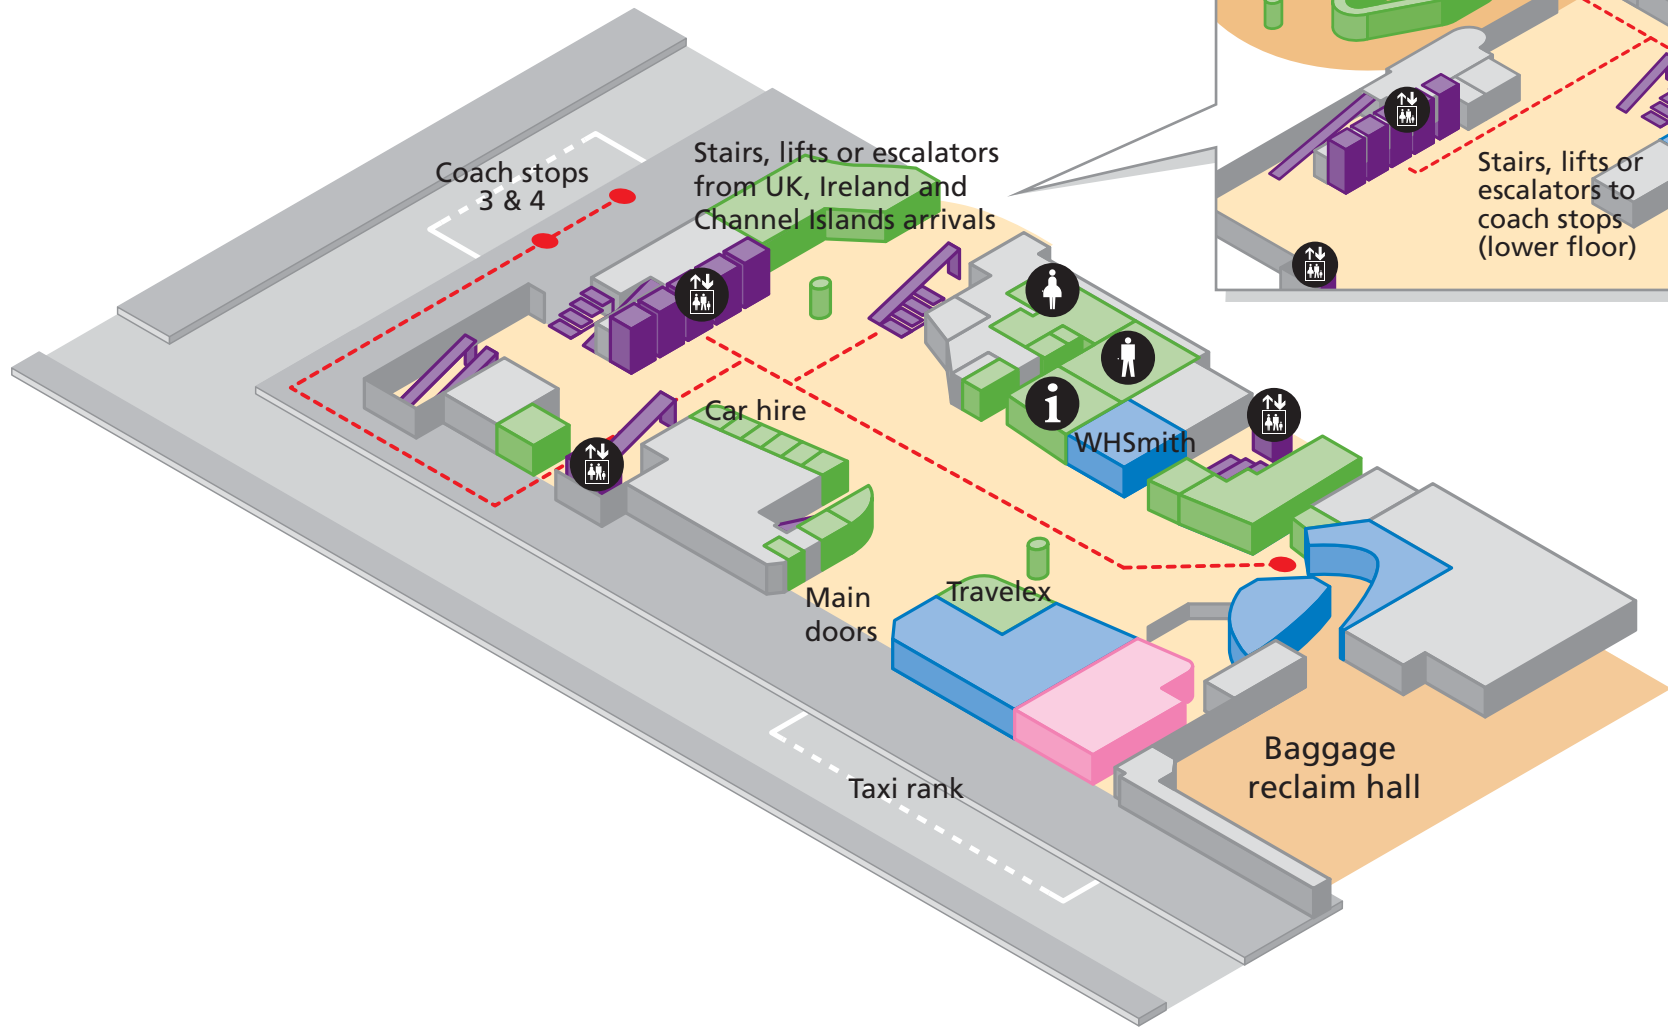 Coach stops
3 & 4
Stairs, lifts or escalators
from UK, Ireland and
Channel Islands arrivals
Stairs, lifts or
escalators to
coach stops
(lower floor)
Car hire
i
WHSmith
Main
doors
Travelex
Taxi rank
Baggage
reclaim hall